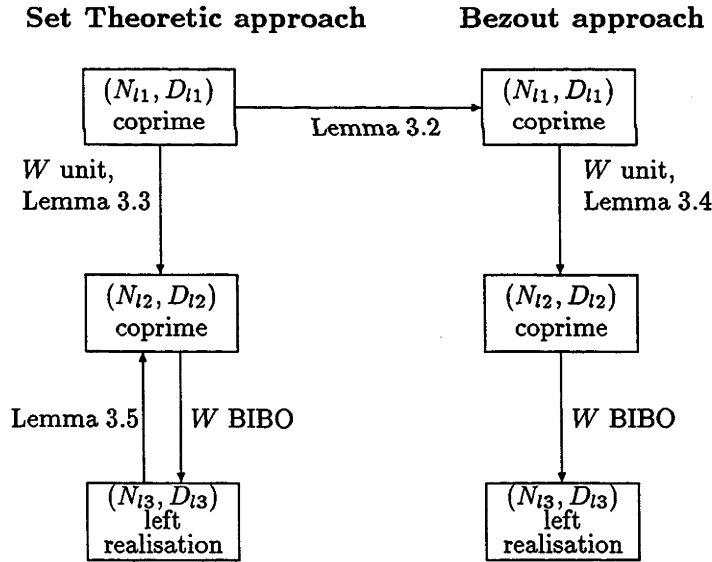 Set Theoretic approach
Bezout approach
(N_{l1}, D_{l1})
coprime
(N_{l1}, D_{l1})
coprime
Lemma 3.2
W unit,
Lemma 3.3
W unit,
Lemma 3.4
(N_{l2}, D_{l2})
coprime
(N_{l2}, D_{l2})
coprime
Lemma 3.5
W BIBO
W BIBO
(N_{l3}, D_{l3})
left
realisation
(N_{l3}, D_{l3})
left
realisation